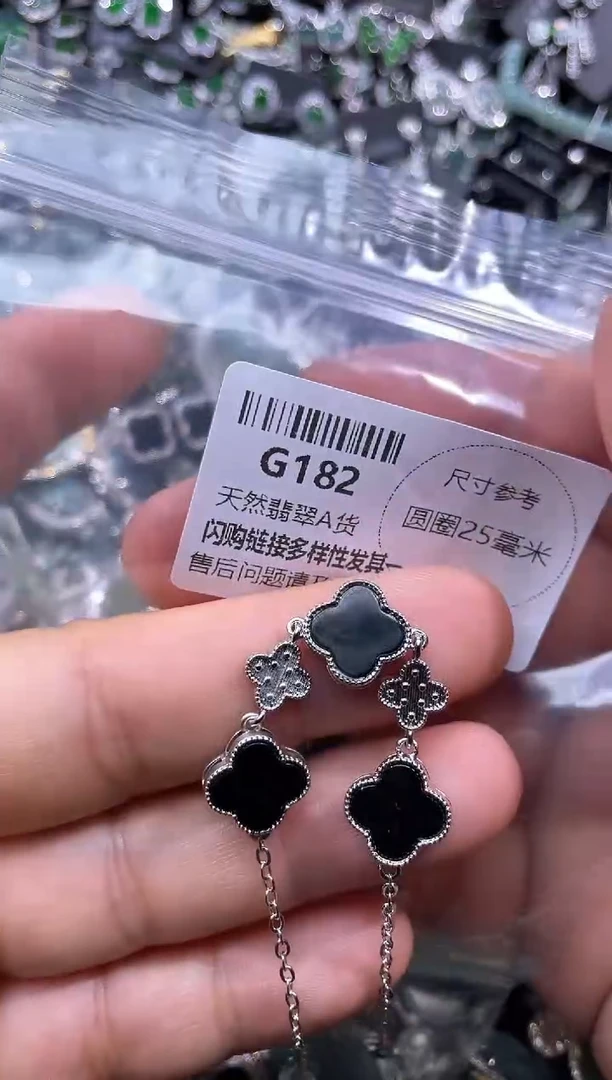 G182
天然翡翠A货
闪购链接多样性发其一
售后问题请
尺寸参考
圆圈25毫米